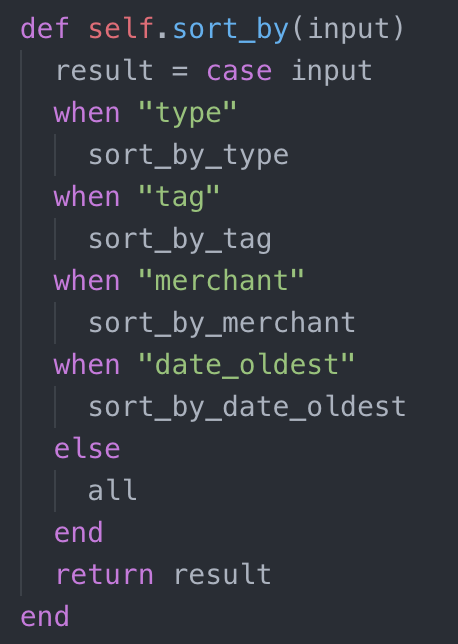 def self.sort_by(input)
  result = case input
  when "type"
    sort_by_type
  when "tag"
    sort_by_tag
  when "merchant"
    sort_by_merchant
  when "date_oldest"
    sort_by_date_oldest
  else
    all
  end
  return result
end